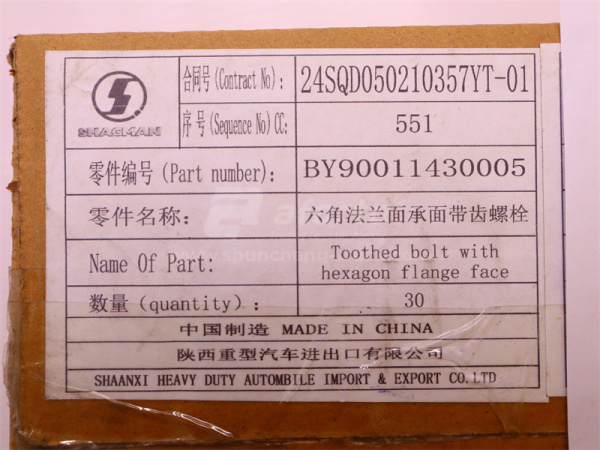 SHACMAN
合同号(Contract No): 24SQD050210357YT-01
序号(Sequence No)CC: 551
零件编号(Part number): BY90011430005
零件名称: 六角法兰面承面带齿螺栓
Name Of Part: Toothed bolt with
hexagon flange face
数量(quantity): 30
中国制造 MADE IN CHINA
陕西重型汽车进出口有限公司
SHAANXI HEAVY DUTY AUTOMBILE IMPORT & EXPORT CO.LTD